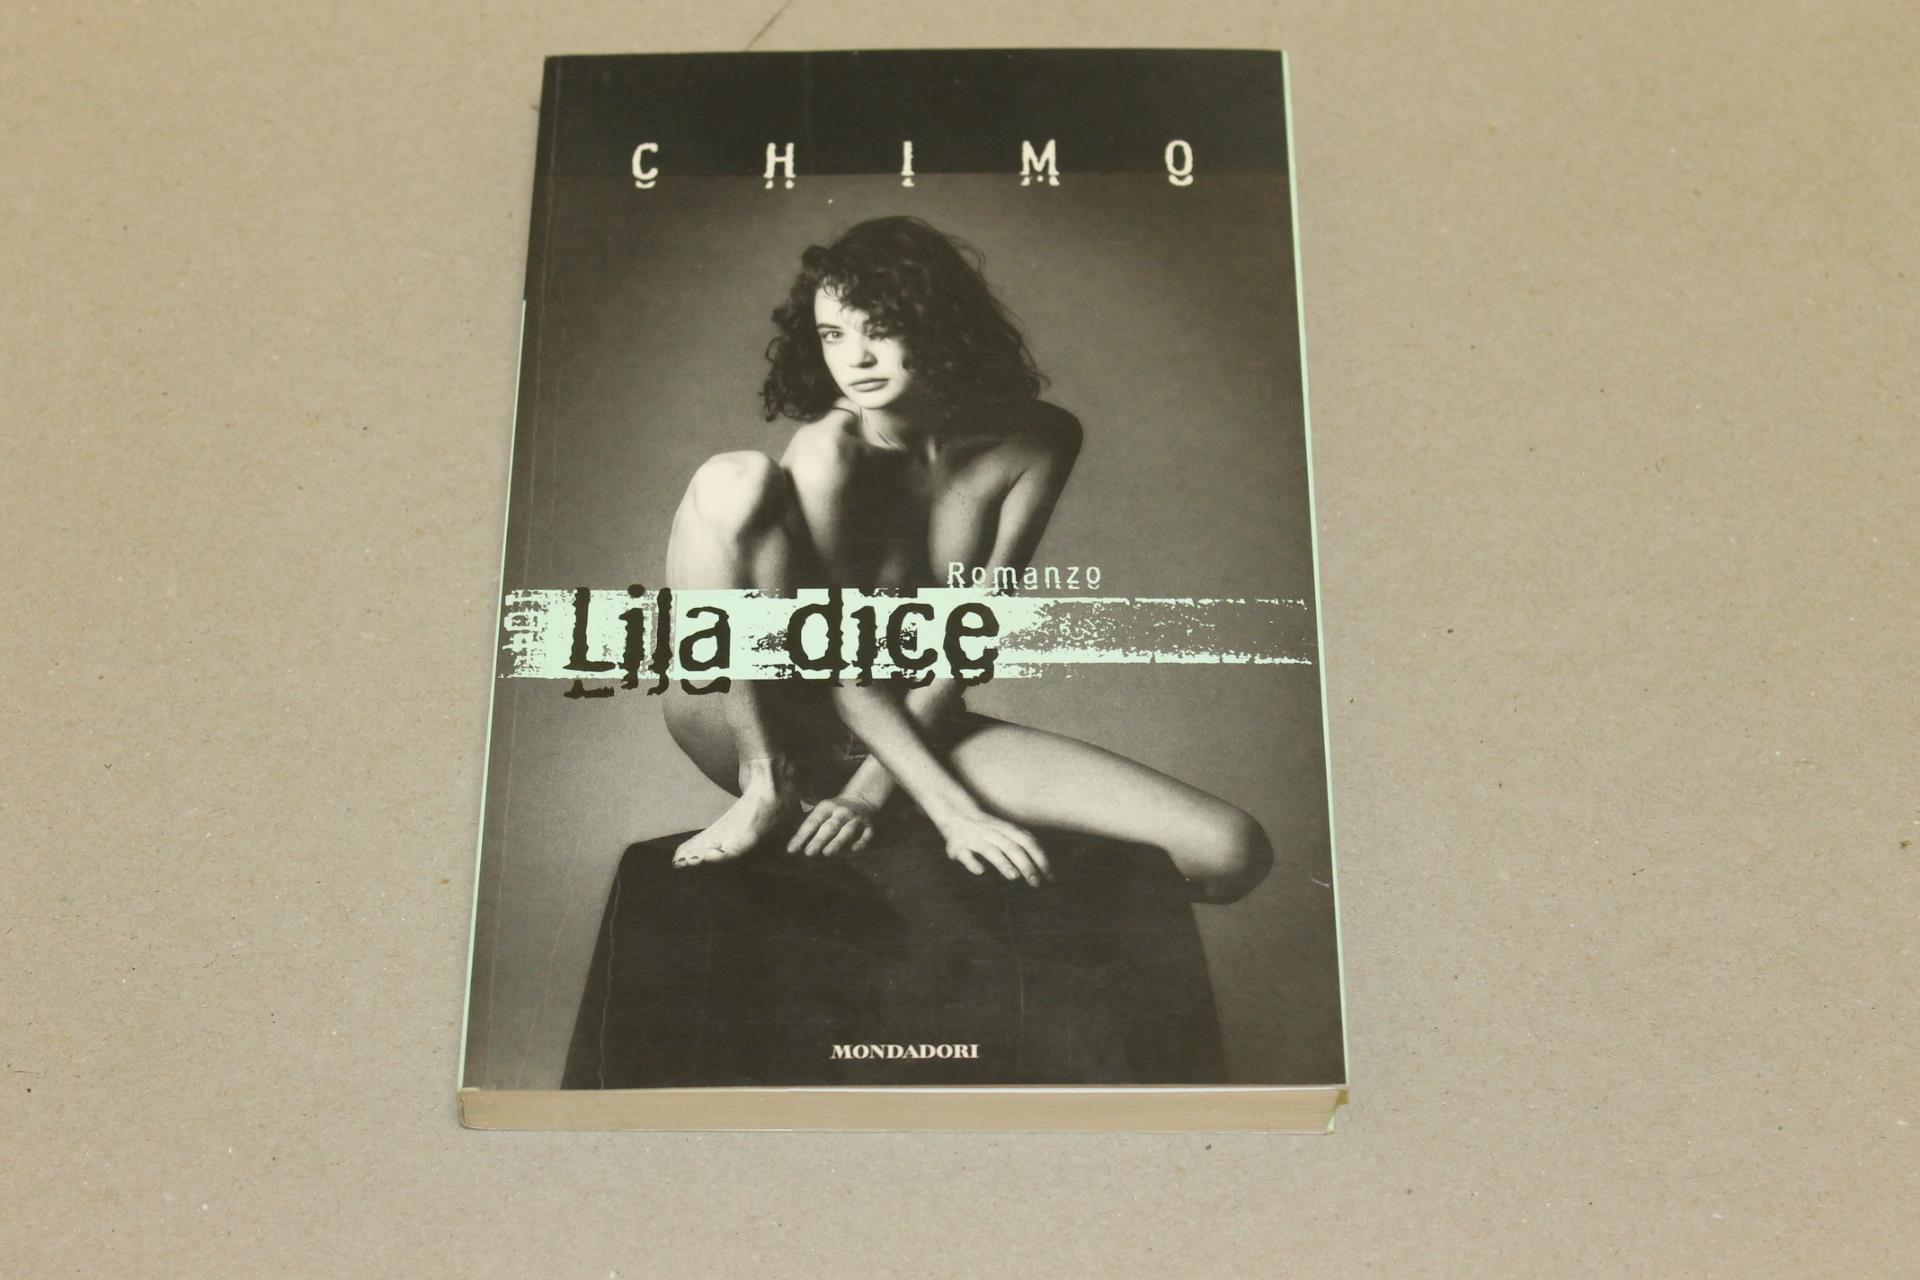 CHIMO
Romanzo
Lila dice
MONDADORI